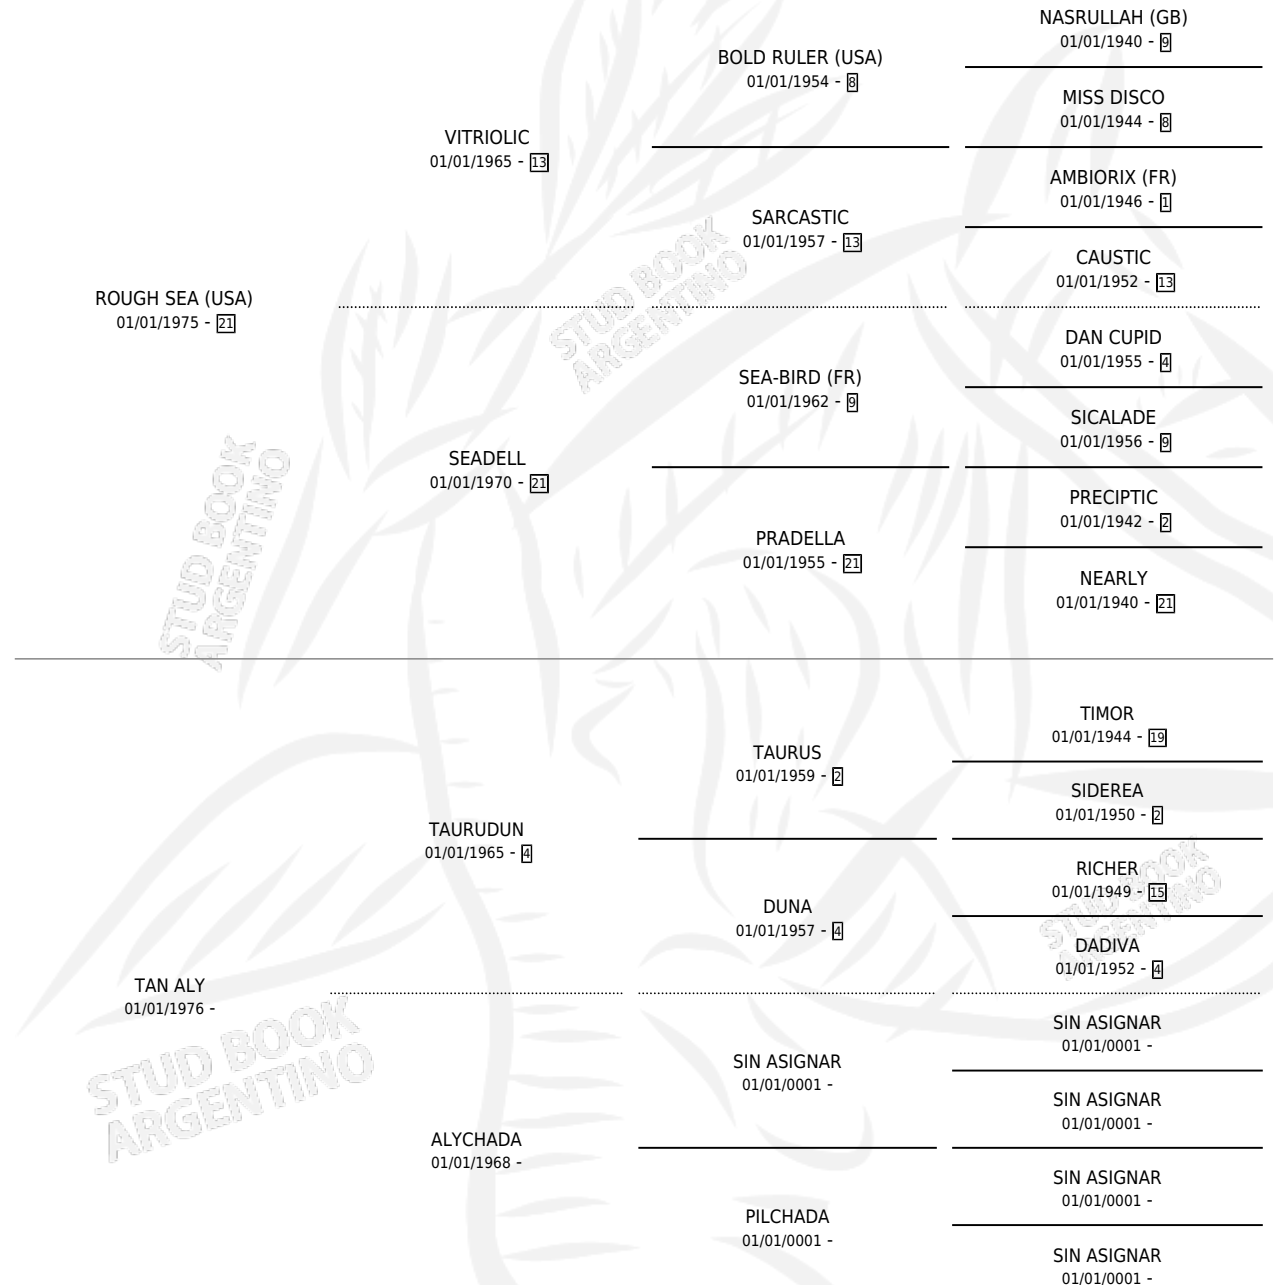 NASRULLAH (GB)
01/01/1940 - 9
BOLD RULER (USA)
01/01/1954 - 8
MISS DISCO
01/01/1944 - 8
VITRIOLIC
01/01/1965 - 13
AMBIORIX (FR)
01/01/1946 - 1
SARCASTIC
01/01/1957 - 13
CAUSTIC
01/01/1952 - 13
ROUGH SEA (USA)
01/01/1975 - 21
DAN CUPID
01/01/1955 - 4
SEA-BIRD (FR)
01/01/1962 - 9
SICALADE
01/01/1956 - 9
SEADELL
01/01/1970 - 21
PRECIPTIC
01/01/1942 - 2
PRADELLA
01/01/1955 - 21
NEARLY
01/01/1940 - 21
TIMOR
01/01/1944 - 19
TAURUS
01/01/1959 - 2
SIDEREA
01/01/1950 - 2
TAURUDUN
01/01/1965 - 4
RICHER
01/01/1949 - 15
DUNA
01/01/1957 - 4
DADIVA
01/01/1952 - 4
TAN ALY
01/01/1976 -
SIN ASIGNAR
01/01/0001 -
SIN ASIGNAR
01/01/0001 -
SIN ASIGNAR
01/01/0001 -
ALYCHADA
01/01/1968 -
SIN ASIGNAR
01/01/0001 -
PILCHADA
01/01/0001 -
SIN ASIGNAR
01/01/0001 -
STUD BOOK
ARGENTINO
STUD BOOK
ARGENTINO
STUD BOOK
ARGENTINO
STUD BOOK
ARGENTINO